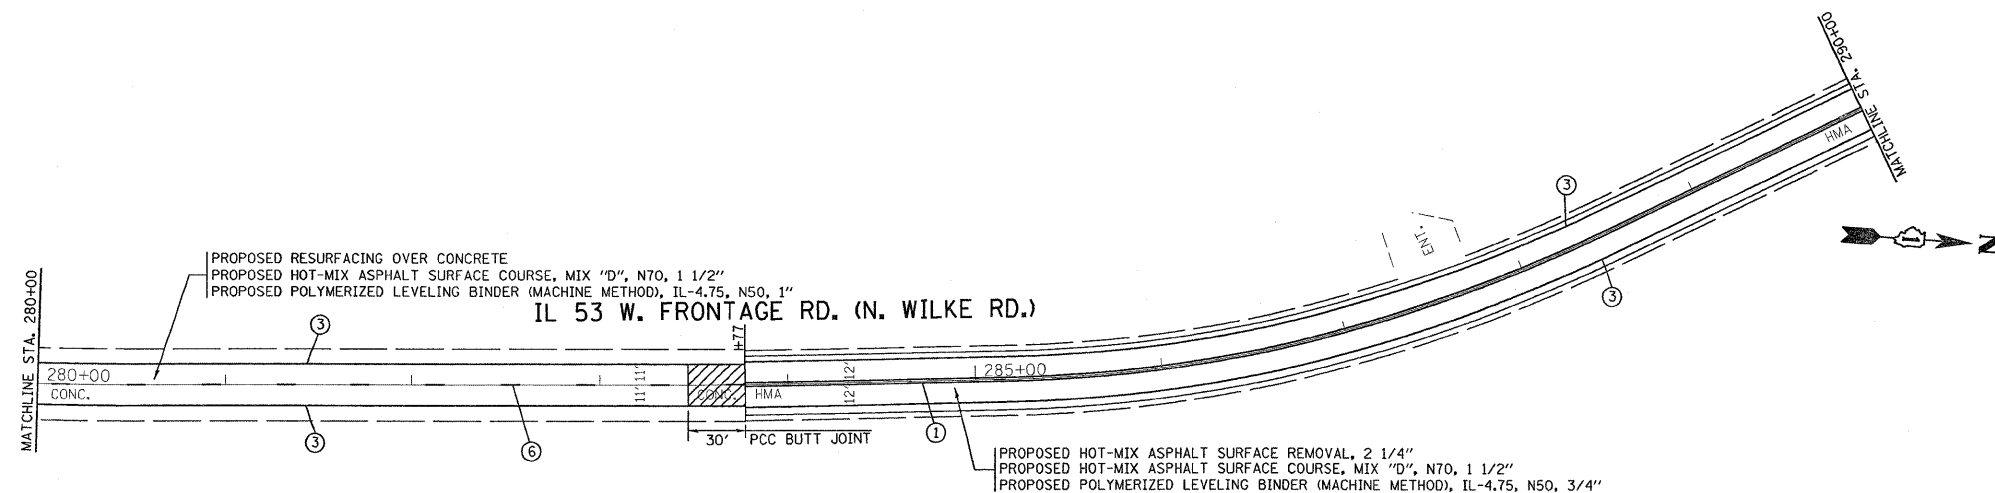 MATCHLINE STA. 290+00
HMA
3
ENT.
3
N
PROPOSED RESURFACING OVER CONCRETE
PROPOSED HOT-MIX ASPHALT SURFACE COURSE, MIX "D", N70, 1 1/2"
PROPOSED POLYMERIZED LEVELING BINDER (MACHINE METHOD), IL-4.75, N50, 1"
IL 53 W. FRONTAGE RD. (N. WILKE RD.)
MATCHLINE STA. 280+00
3
+77
280+00
CONC.
11' 11'
CONC.
HMA
12' 12'
285+00
3
6
30'
PCC BUTT JOINT
1
PROPOSED HOT-MIX ASPHALT SURFACE REMOVAL, 2 1/4"
PROPOSED HOT-MIX ASPHALT SURFACE COURSE, MIX "D", N70, 1 1/2"
PROPOSED POLYMERIZED LEVELING BINDER (MACHINE METHOD), IL-4.75, N50, 3/4"